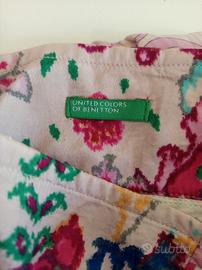 UNITED COLORS
OF BENETTON
subito